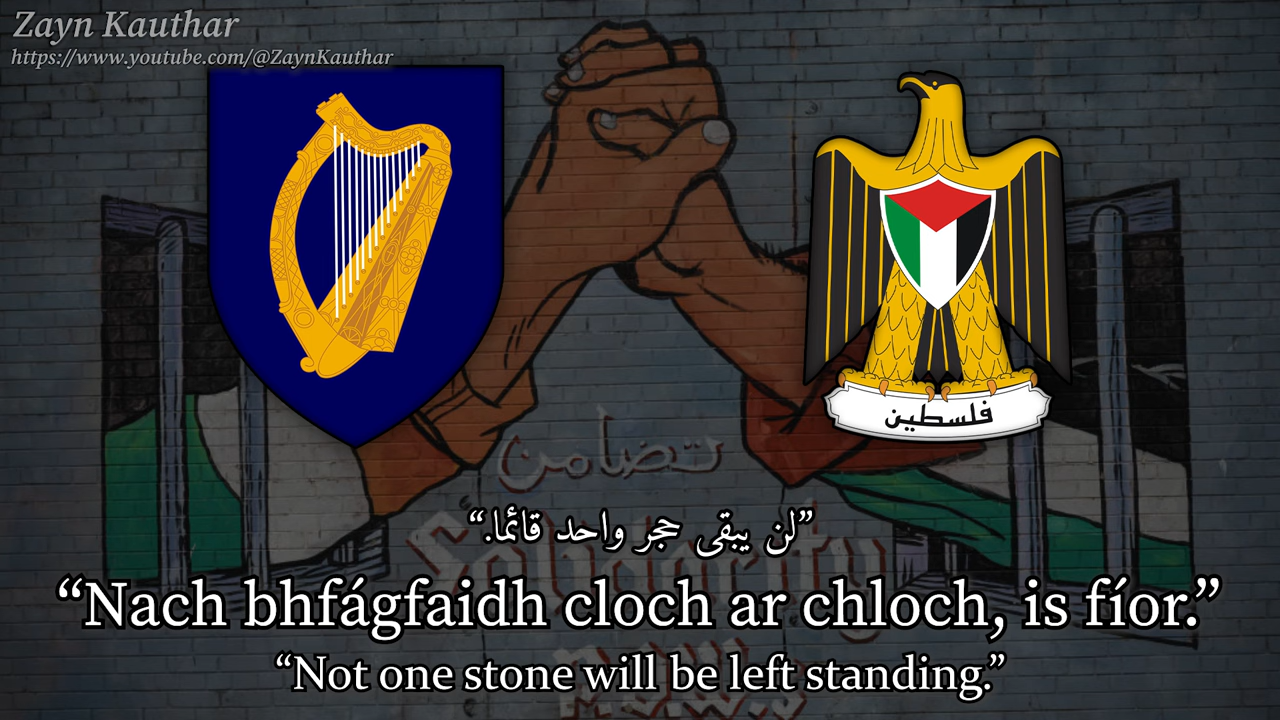 Zayn Kauthar
https://www.youtube.com/@ZaynKauthar
فلسطين
تضامن
Solidarity
”لن يبقى حجر واحد قائما.“
“Nach bhfágfaidh cloch ar chloch, is fíor.”
“Not one stone will be left standing.”